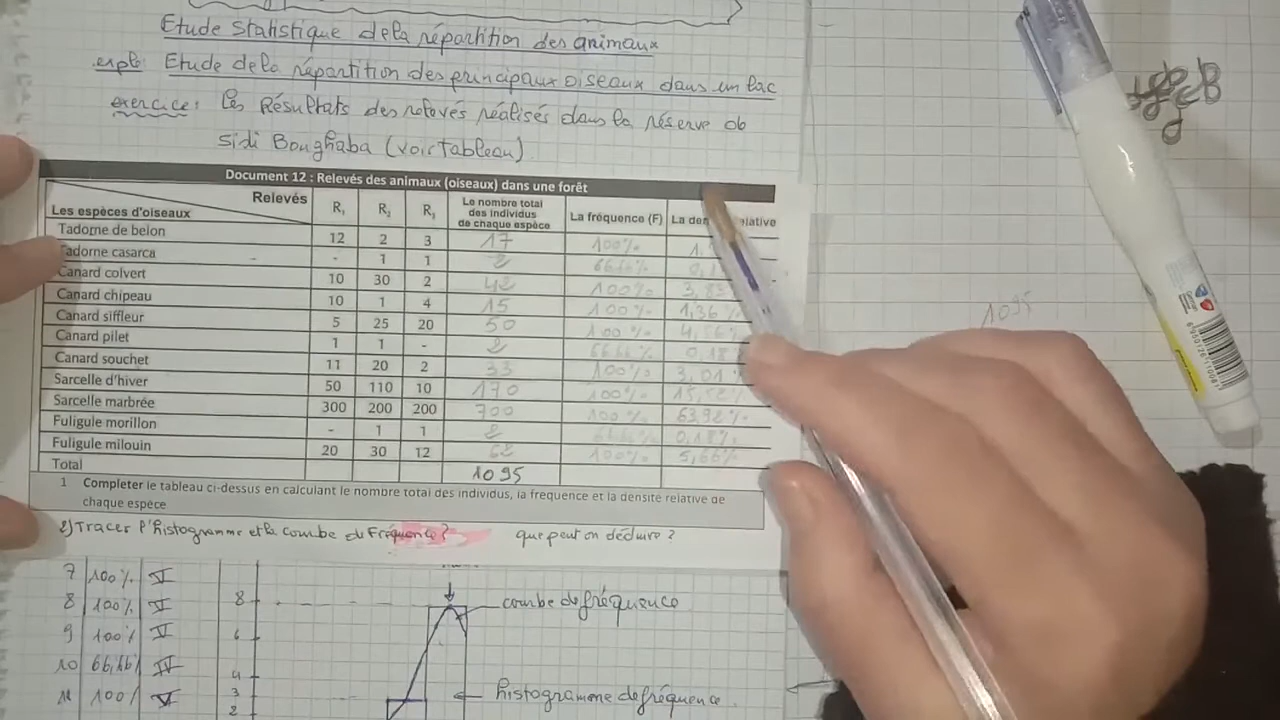 Etude Statistique de la répartition des animaux
exple: Etude de la répartition des principaux oiseaux dans un lac
exercice: les Résultats des relevés réalisés dans la réserve
Sidi Boughaba (voir tableau)
Document 12 : Relevés des animaux (oiseaux) dans une forêt
Les espèces d'oiseaux Relevés R1 R2 R3 Le nombre total des individus de chaque espèce La fréquence (F) La relative
Tadorne de belon 12 2 3 17 100%
Tadorne casarca - 1 1 2 66.66%
Canard colvert 10 30 2 42 100%
Canard chipeau 10 1 4 15 100% 1,36%
Canard siffleur 5 25 20 50 100%
Canard pilet 1 1 - 2 66.66%
Canard souchet 11 20 2 33 100% 3,01%
Sarcelle d'hiver 50 110 10 170 100% 15,52%
Sarcelle marbrée 300 200 200 700 100% 63,92%
Fuligule morillon - 1 1 2 66.66% 0,18%
Fuligule milouin 20 30 12 62 100% 5,66%
Total 1095
1 Completer le tableau ci-dessus en calculant le nombre total des individus, la frequence et la densité relative de
chaque espèce
2) Tracer l'histogramme et la courbe de Fréquence? que peut on déduire?
7 100% V
8 100% V 8 courbe de fréquence
9 100% V 6
10 66,66% IV 4
11 100% V 3 histogramme de fréquence
2
1095